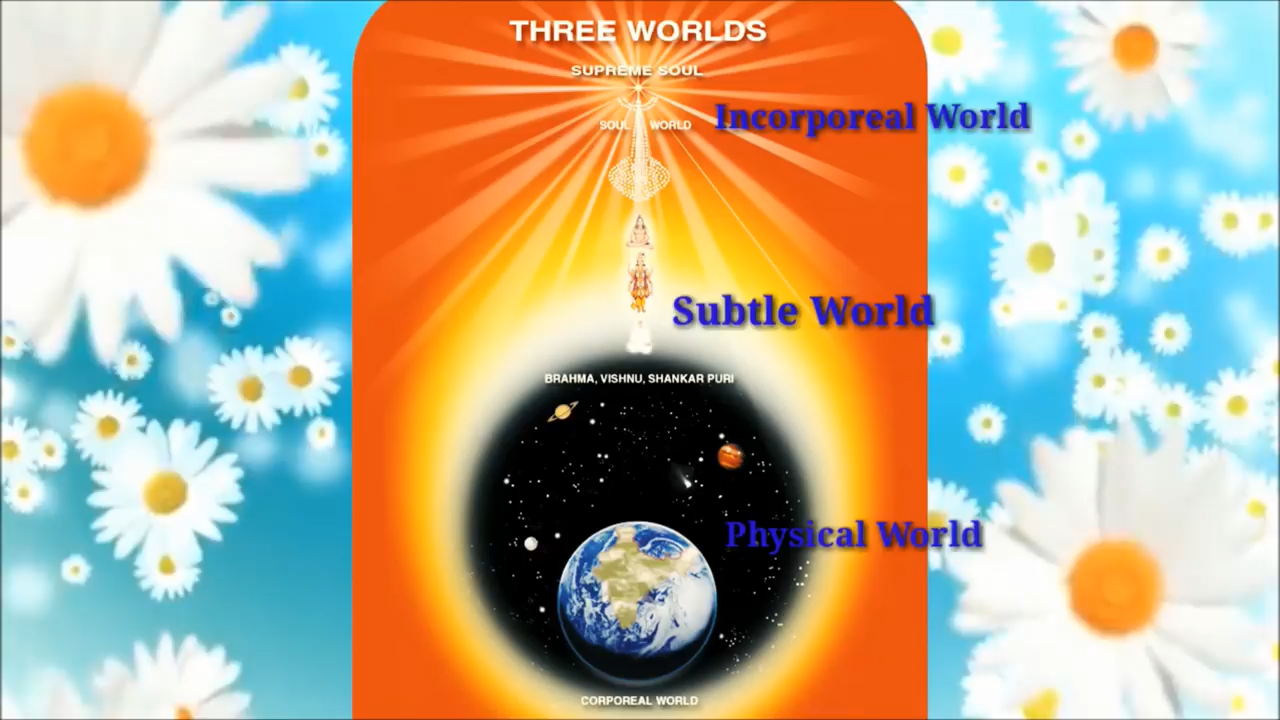 THREE WORLDS
SUPREME SOUL
Incorporeal World
SOUL WORLD
Subtle World
BRAHMA, VISHNU, SHANKAR PURI
Physical World
CORPOREAL WORLD